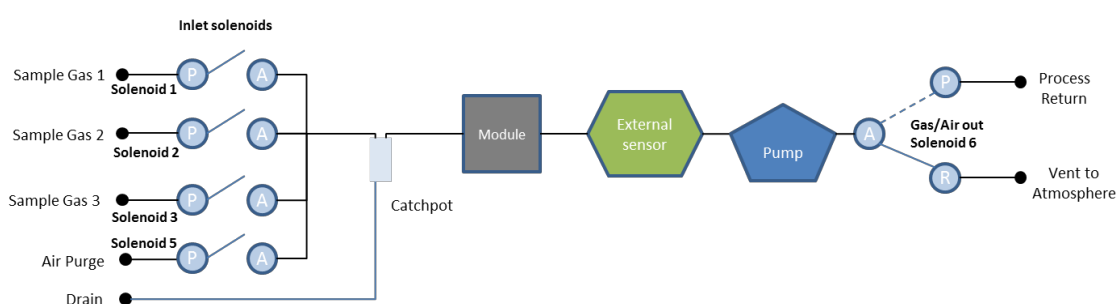 Inlet solenoids
Sample Gas 1
P
A
Solenoid 1
Sample Gas 2
P
A
Solenoid 2
Sample Gas 3
P
A
Solenoid 3
Solenoid 5
Air Purge
P
A
Drain
Catchpot
Module
External
sensor
Pump
A
P
Process
Return
Gas/Air out
Solenoid 6
R
Vent to
Atmosphere